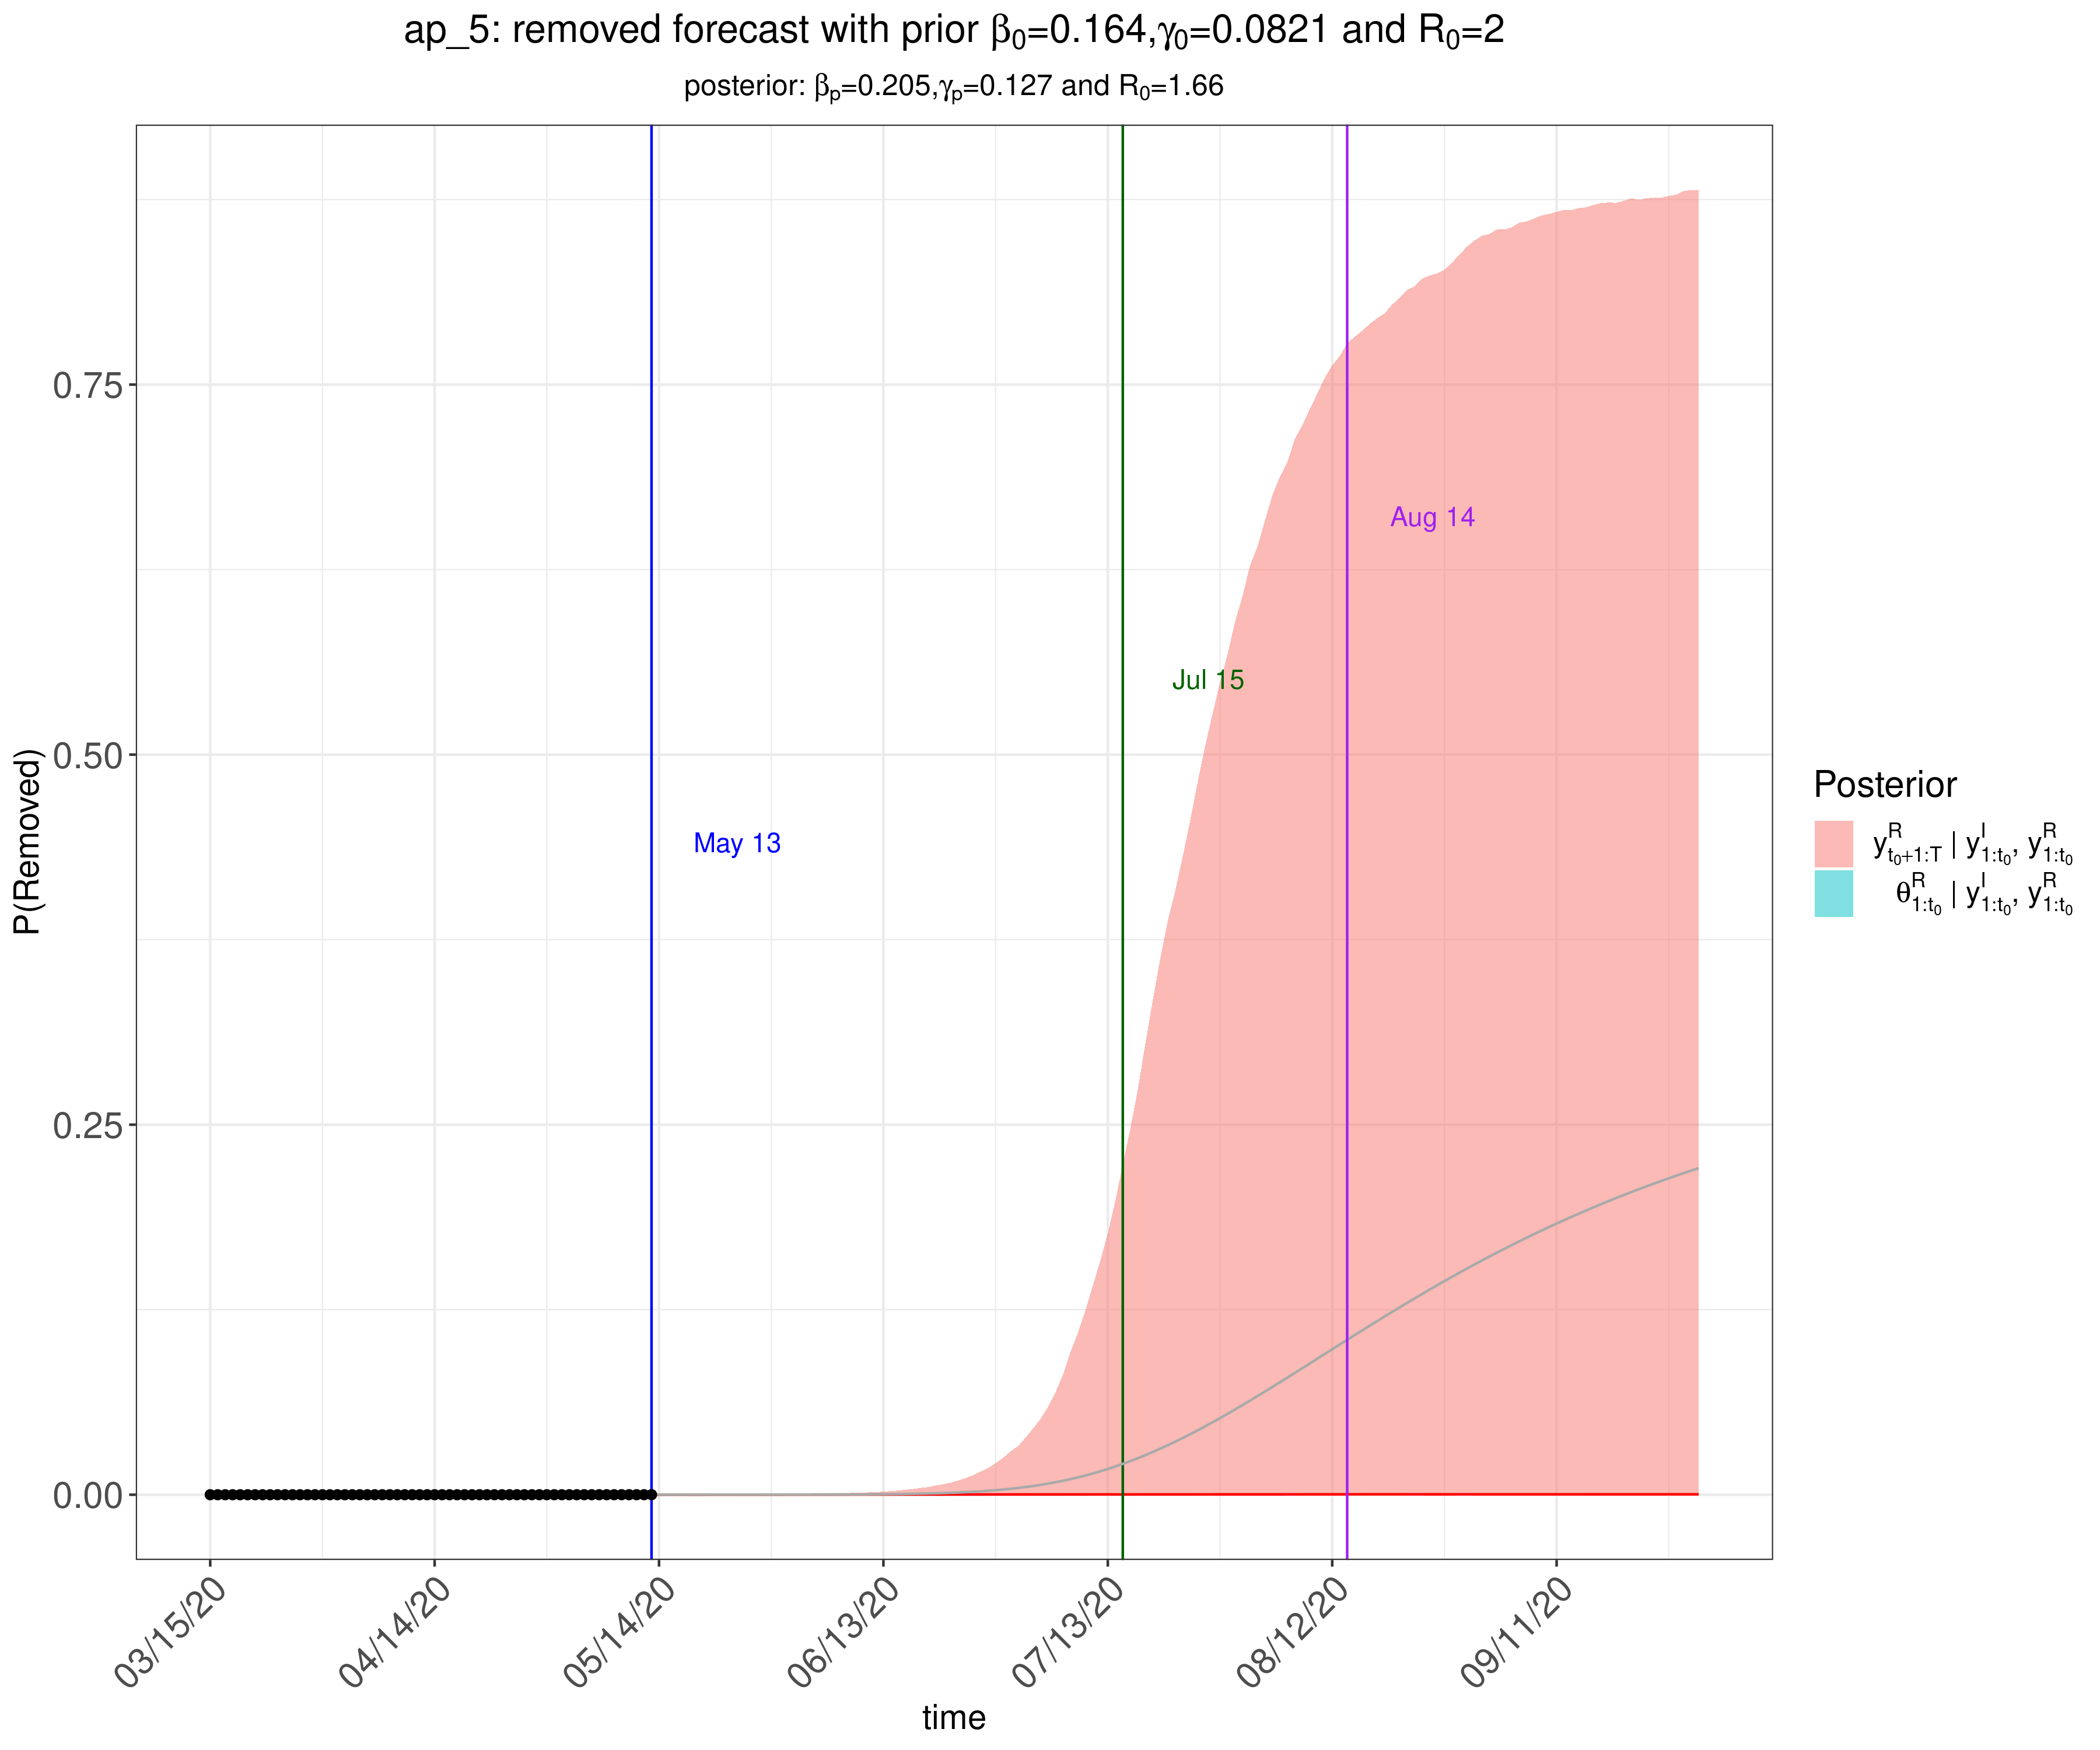 ap_5: removed forecast with prior β₀=0.164,γ₀=0.0821 and R₀=2
posterior: βₚ=0.205,γₚ=0.127 and R₀=1.66
P(Removed)
0.75
0.50
0.25
0.00
Aug 14
Jul 15
May 13
03/15/20
04/14/20
05/14/20
06/13/20
07/13/20
08/12/20
09/11/20
time
Posterior
y^R_{t₀+1:T} | y^I_{1:t₀}, y^R_{1:t₀}
θ^R_{1:t₀} | y^I_{1:t₀}, y^R_{1:t₀}